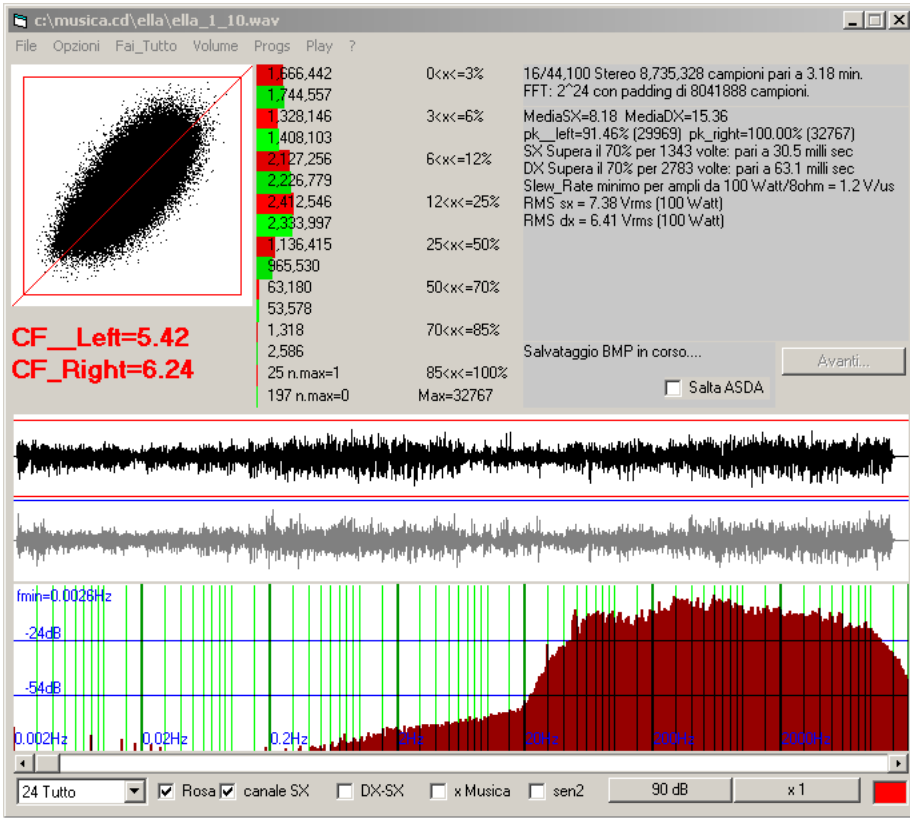 c:\musica.cd\ella\ella_1_10.wav
File Opzioni Fai_Tutto Volume Progs Play ?
1,666,442 0<x<=3%
1,744,557
1,328,146 3<x<=6%
1,408,103
2,127,256 6<x<=12%
2,226,779
2,412,546 12<x<=25%
2,333,997
1,136,415 25<x<=50%
965,530
63,180 50<x<=70%
53,578
1,318 70<x<=85%
2,586
25 n.max=1 85<x<=100%
197 n.max=0 Max=32767
CF__Left=5.42
CF_Right=6.24
16/44,100 Stereo 8,735,328 campioni pari a 3.18 min.
FFT: 2^24 con padding di 8041888 campioni.
MediaSX=8.18 MediaDX=15.36
pk__left=91.46% (29969) pk_right=100.00% (32767)
SX Supera il 70% per 1343 volte: pari a 30.5 milli sec
DX Supera il 70% per 2783 volte: pari a 63.1 milli sec
Slew_Rate minimo per ampli da 100 Watt/8ohm = 1.2 V/us
RMS sx = 7.38 Vrms (100 Watt)
RMS dx = 6.41 Vrms (100 Watt)
Salvataggio BMP in corso....
Avanti...
Salta ASDA
fmin=0.0026Hz
-24dB
-54dB
0.002Hz 0.02Hz 0.2Hz 2Hz 20Hz 200Hz 2000Hz
24 Tutto Rosa canale SX DX-SX x Musica sen2 90 dB x 1